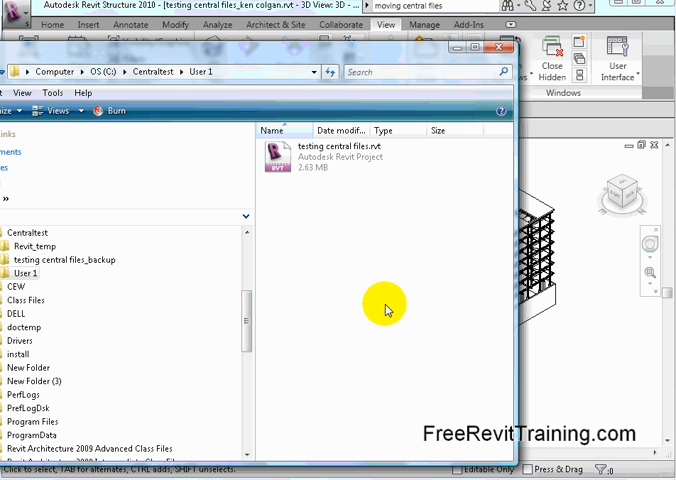 Autodesk Revit Structure 2010 - [testing central files_ken colgan.rvt - 3D View: 3D - ...
moving central files
Home Insert Annotate Modify Analyze Architect & Site Collaborate View Manage Add-Ins
Close Hidden
User Interface
Windows
Computer OS (C:) Centraltest User 1
Search
View Tools Help
Views Burn
Name Date modif... Type Size
testing central files.rvt
Autodesk Revit Project
2.63 MB
RVT
Centraltest
Revit_temp
testing central files_backup
User 1
CEW
Class Files
DELL
doctemp
Drivers
install
New Folder
New Folder (3)
PerfLogs
PrefLogDsk
Program Files
ProgramData
Revit Architecture 2009 Advanced Class Files
FreeRevitTraining.com
Click to select, TAB for alternates, CTRL adds, SHIFT unselects.
Editable Only Press & Drag :0